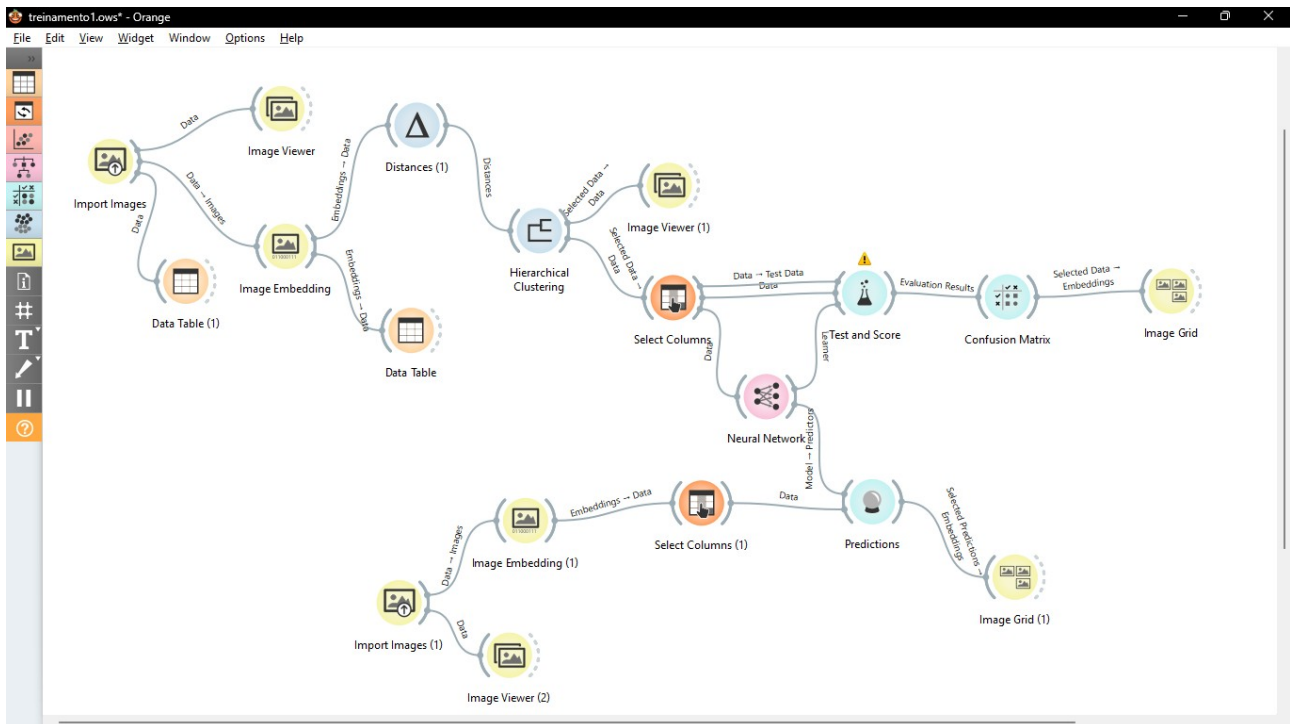 treinamento1.ows* - Orange
File Edit View Widget Window Options Help
Data
Image Viewer
Import Images
Data → Images
Data
Data Table (1)
Image Embedding
Embeddings → Data
Embeddings → Data
Data Table
Distances (1)
Distances
Hierarchical
Clustering
Selected Data →
Data
Image Viewer (1)
Selected Data →
Data
Select Columns
Data → Test Data
Data
Test and Score
Evaluation Results
Confusion Matrix
Selected Data →
Embeddings
Image Grid
Data
Learner
Neural Network
Model → Predictors
Embeddings → Data
Select Columns (1)
Data
Predictions
Selected Predictions →
Embeddings
Image Grid (1)
Image Embedding (1)
Data → Images
Import Images (1)
Data
Image Viewer (2)